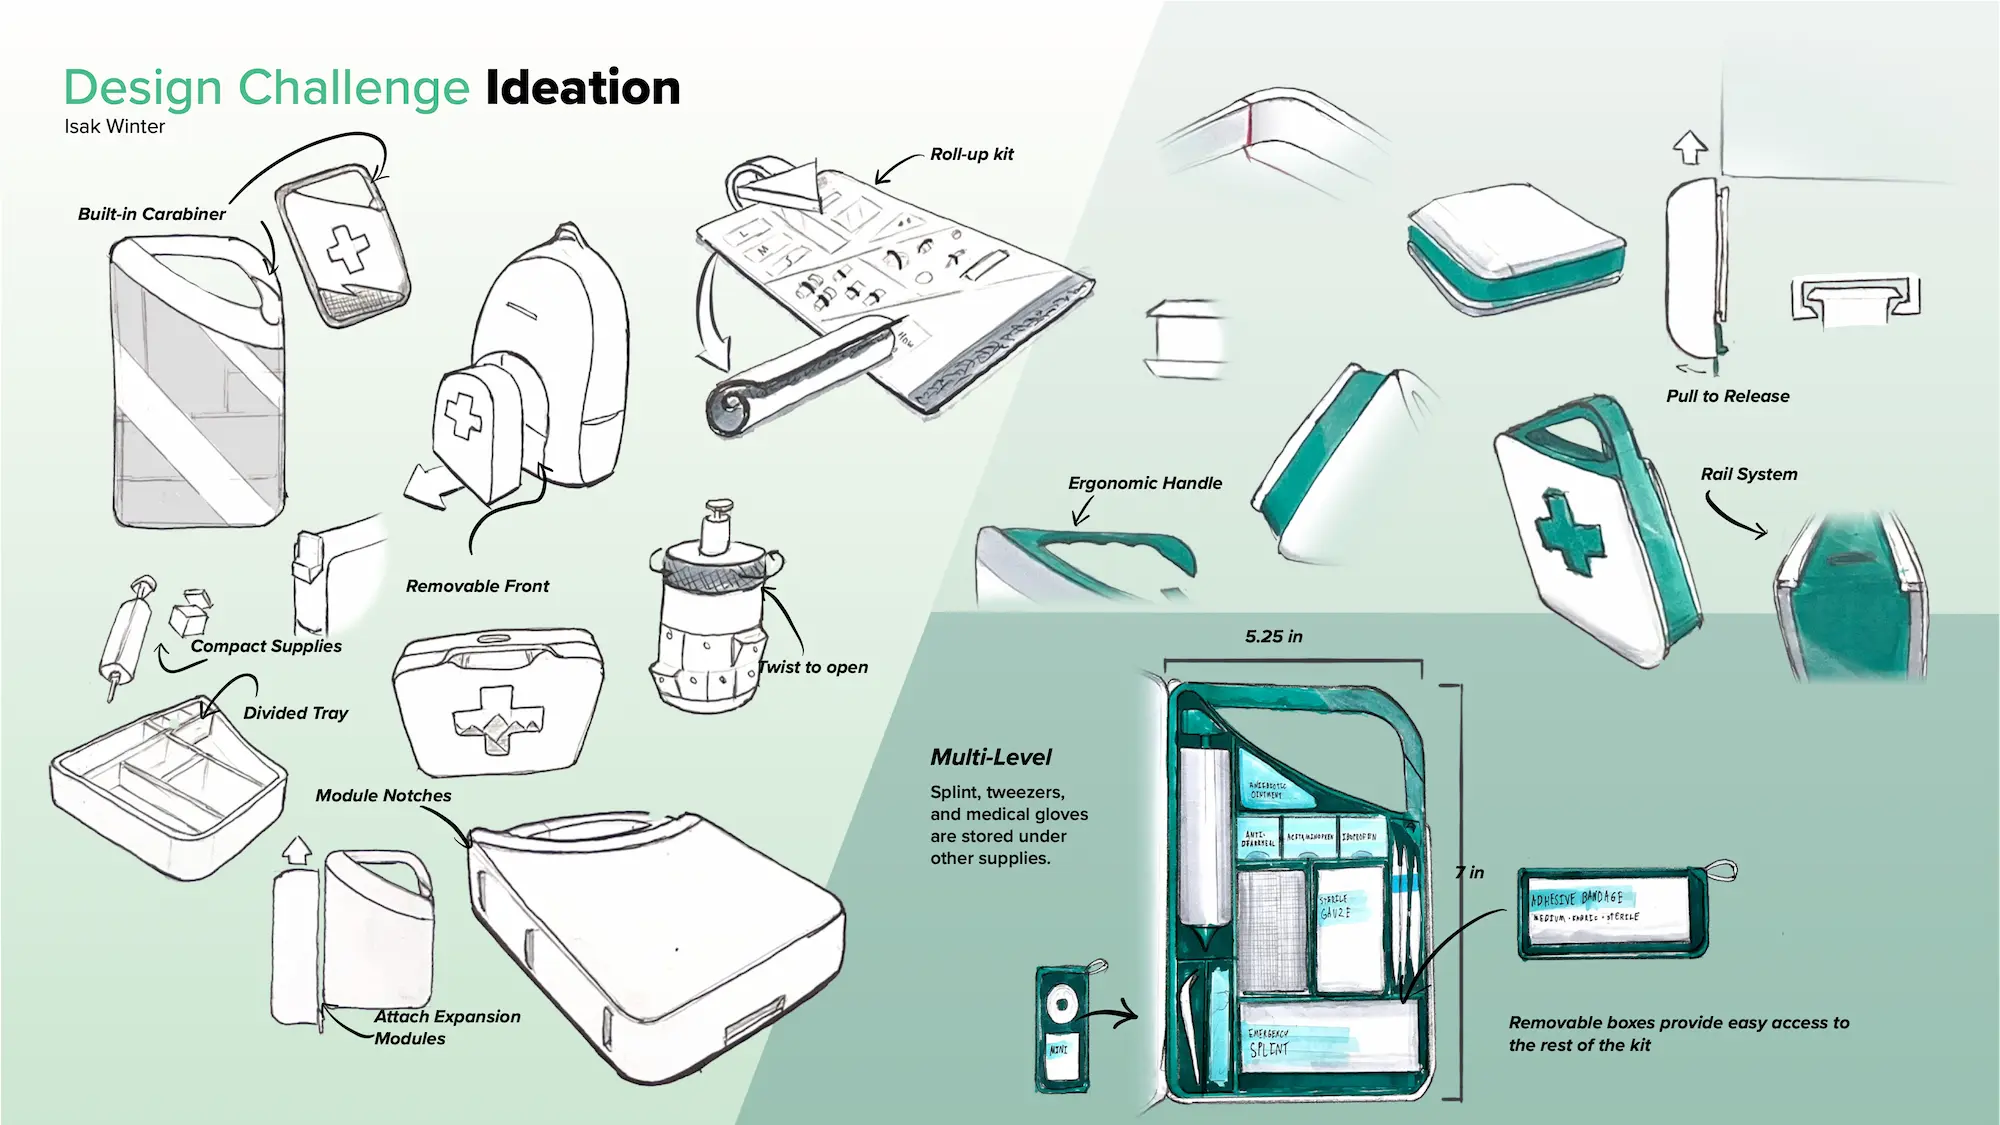 Design Challenge Ideation
Isak Winter
Built-in Carabiner
Roll-up kit
L
W
How
Removable Front
Compact Supplies
Twist to open
Divided Tray
Module Notches
Attach Expansion
Modules
Pull to Release
Ergonomic Handle
Rail System
5.25 in
7 in
Multi-Level
Splint, tweezers,
and medical gloves
are stored under
other supplies.
ANTIBIOTIC
OINTMENT
ANTI-
DIARRHEAL
ACETAMINOPHEN
IBUPROFEN
STERILE
GAUZE
EMERGENCY
SPLINT
MINI
ADHESIVE BANDAGE
MEDIUM · FABRIC · STERILE
Removable boxes provide easy access to
the rest of the kit